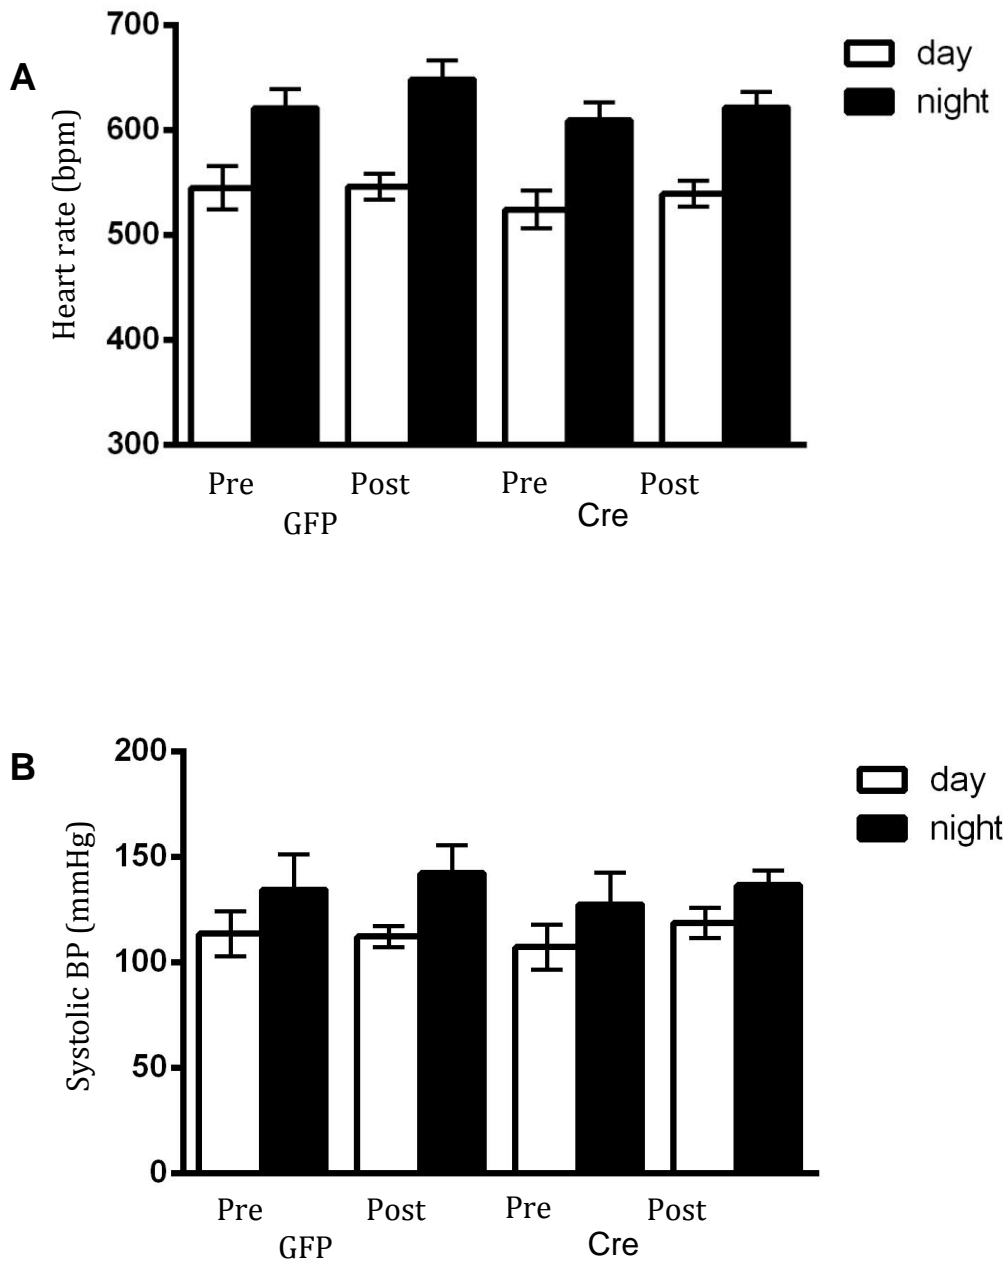 700
A
day
600
night
Heart rate (bpm)
500
400
300
Pre Post Pre Post
GFP Cre
200
B
day
night
150
Systolic BP (mmHg)
100
50
0
Pre Post Pre Post
GFP Cre